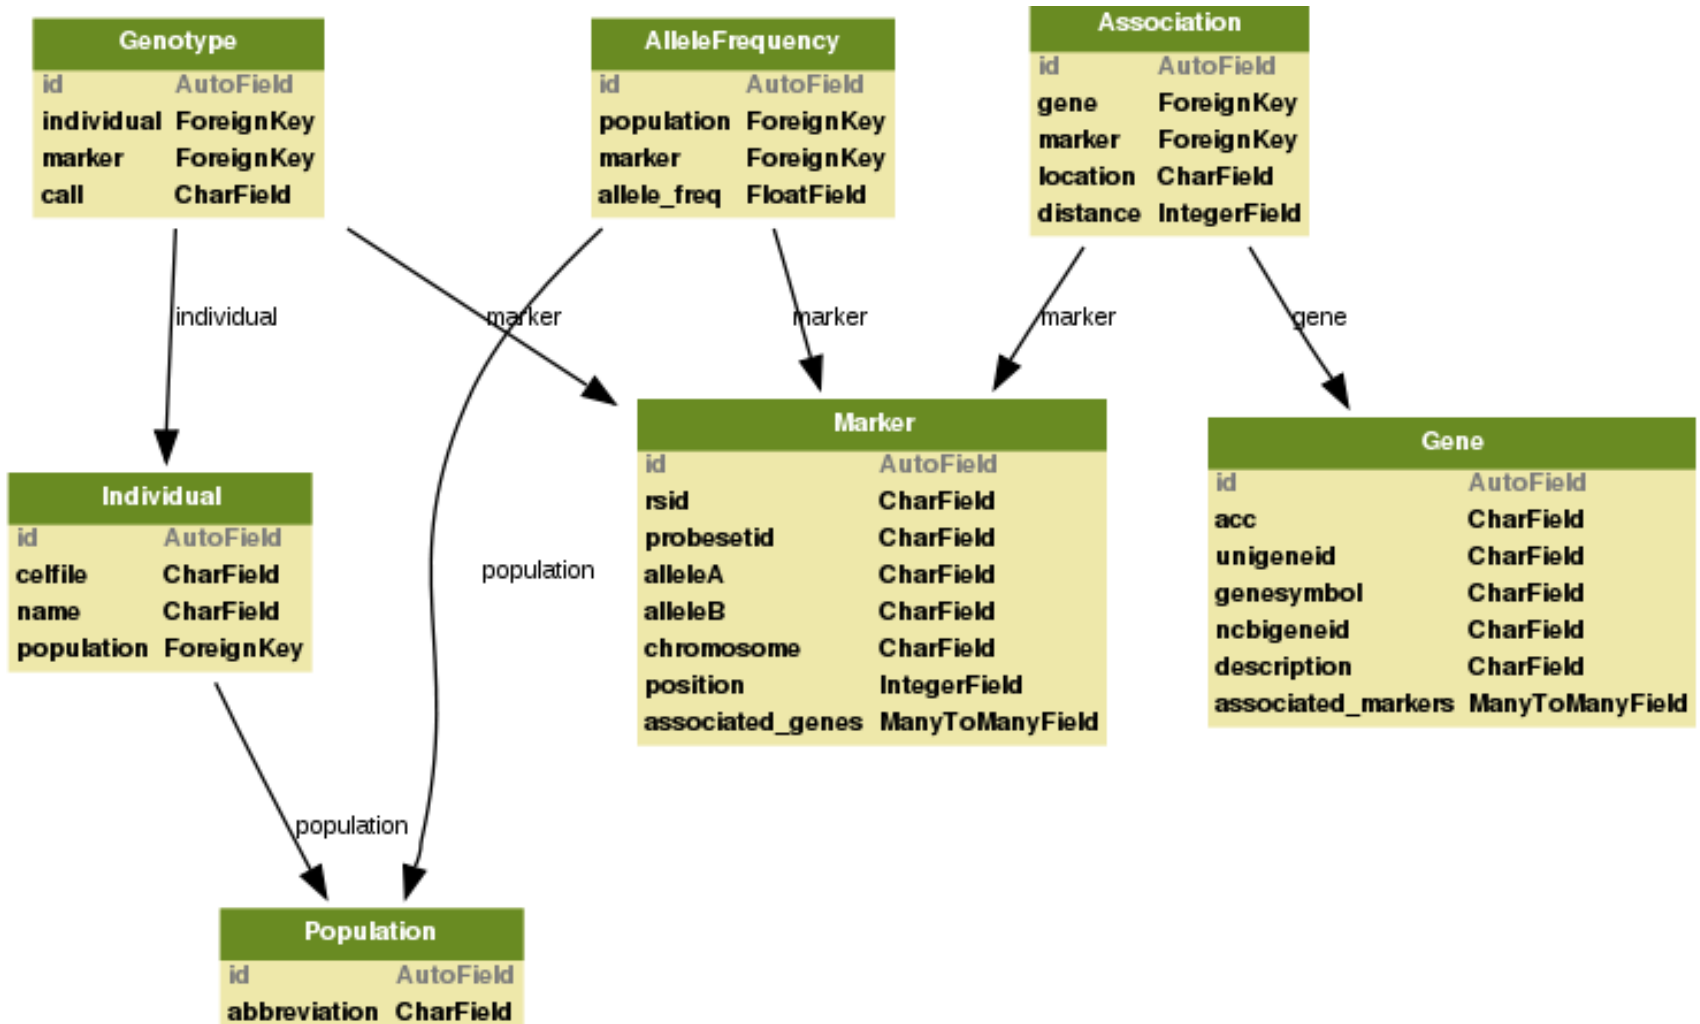 Genotype
id AutoField
individual ForeignKey
marker ForeignKey
call CharField
AlleleFrequency
id AutoField
population ForeignKey
marker ForeignKey
allele_freq FloatField
Association
id AutoField
gene ForeignKey
marker ForeignKey
location CharField
distance IntegerField
individual
marker
marker
marker
gene
Individual
id AutoField
celfile CharField
name CharField
population ForeignKey
population
Marker
id AutoField
rsid CharField
probesetid CharField
alleleA CharField
alleleB CharField
chromosome CharField
position IntegerField
associated_genes ManyToManyField
Gene
id AutoField
acc CharField
unigeneid CharField
genesymbol CharField
ncbigeneid CharField
description CharField
associated_markers ManyToManyField
population
Population
id AutoField
abbreviation CharField